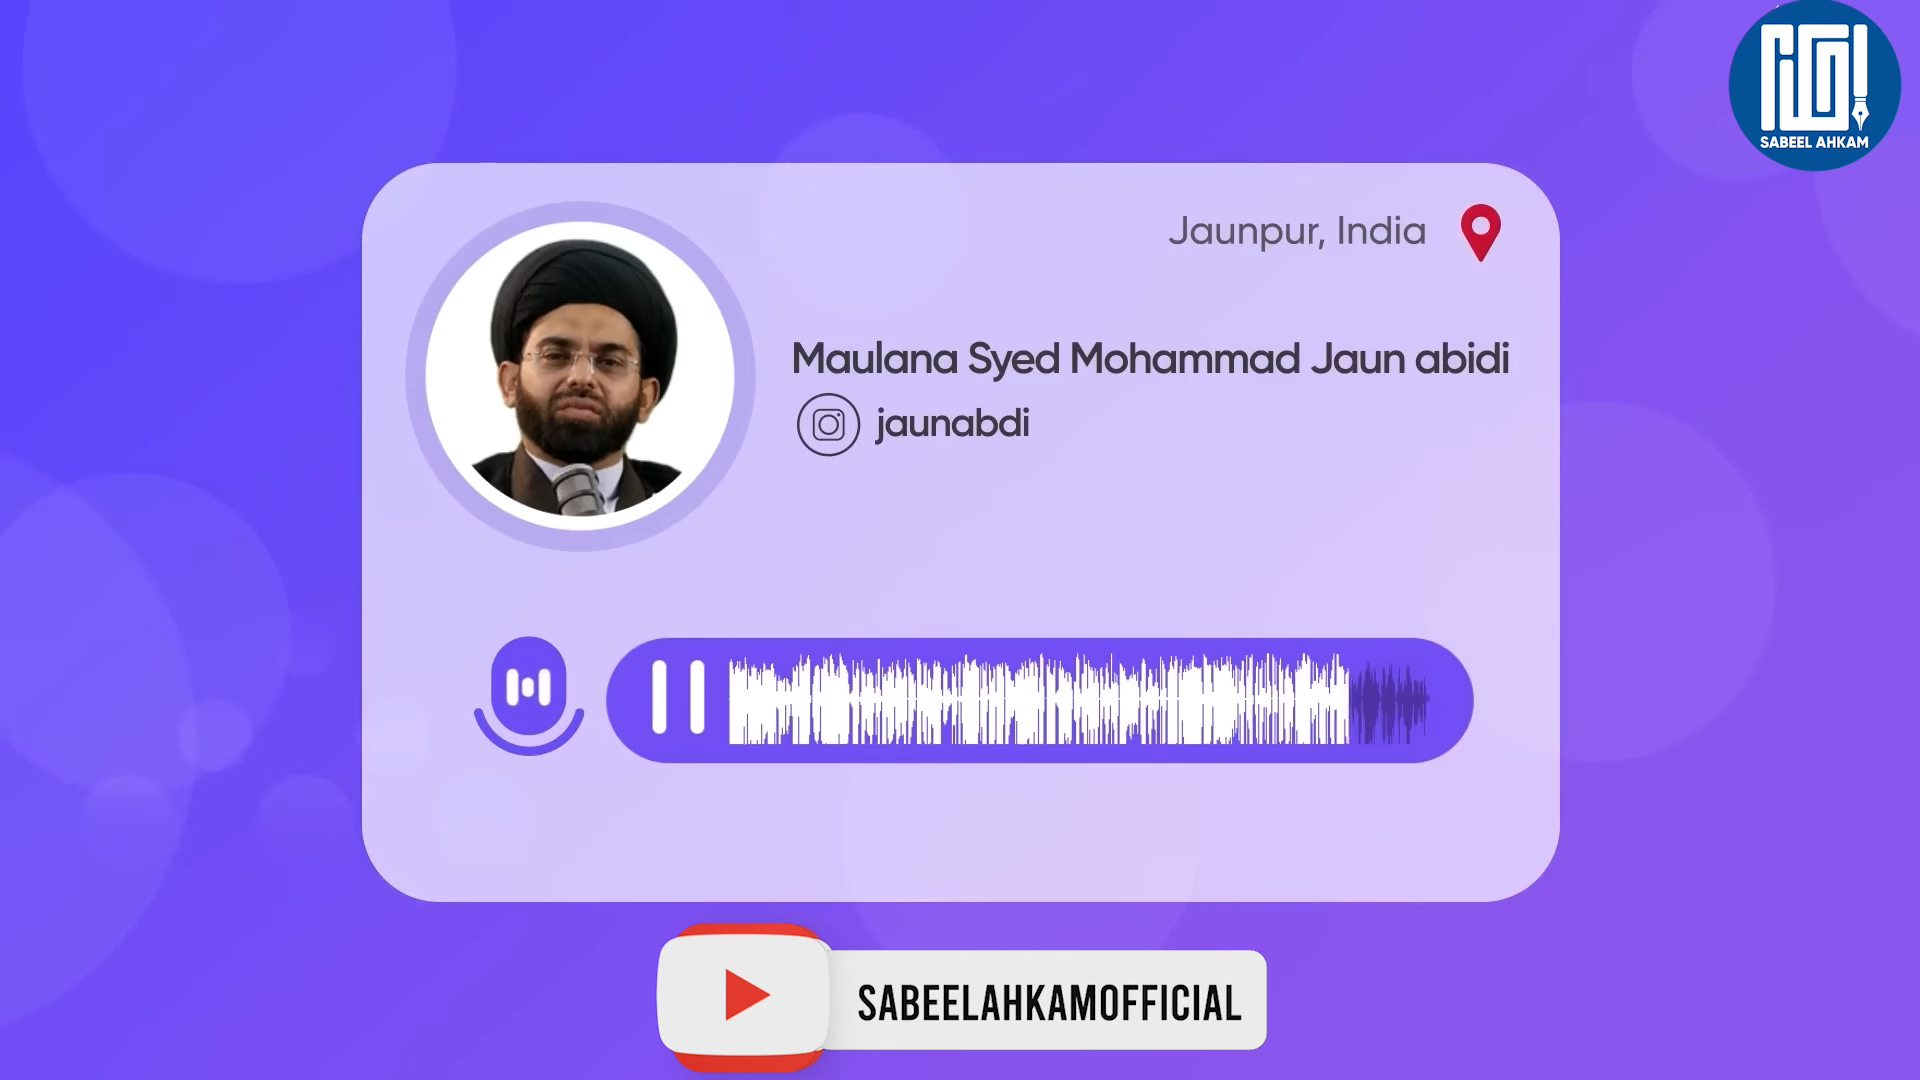 SABEEL AHKAM
Jaunpur, India
Maulana Syed Mohammad Jaun abidi
jaunabdi
SABEELAHKAMOFFICIAL